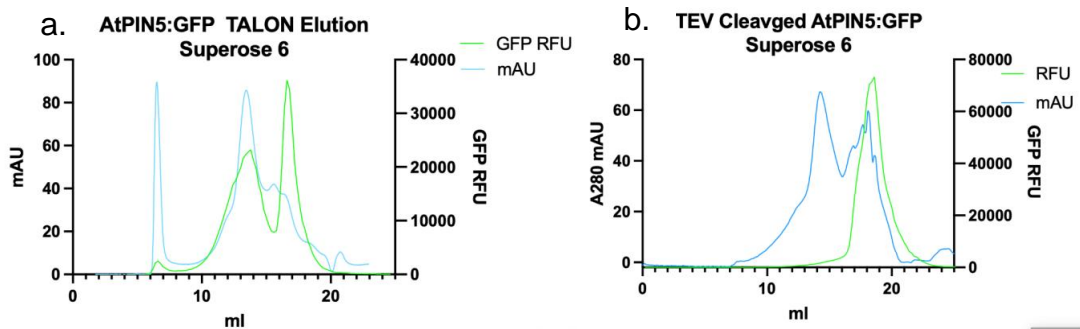 a.
AtPIN5:GFP TALON Elution
Superose 6
GFP RFU
mAU
100
80
60
40
20
0
mAU
40000
30000
20000
10000
0
GFP RFU
0
10
20
ml
b.
TEV Cleavged AtPIN5:GFP
Superose 6
RFU
mAU
80
60
40
20
0
A280 mAU
80000
60000
40000
20000
0
GFP RFU
0
10
20
ml